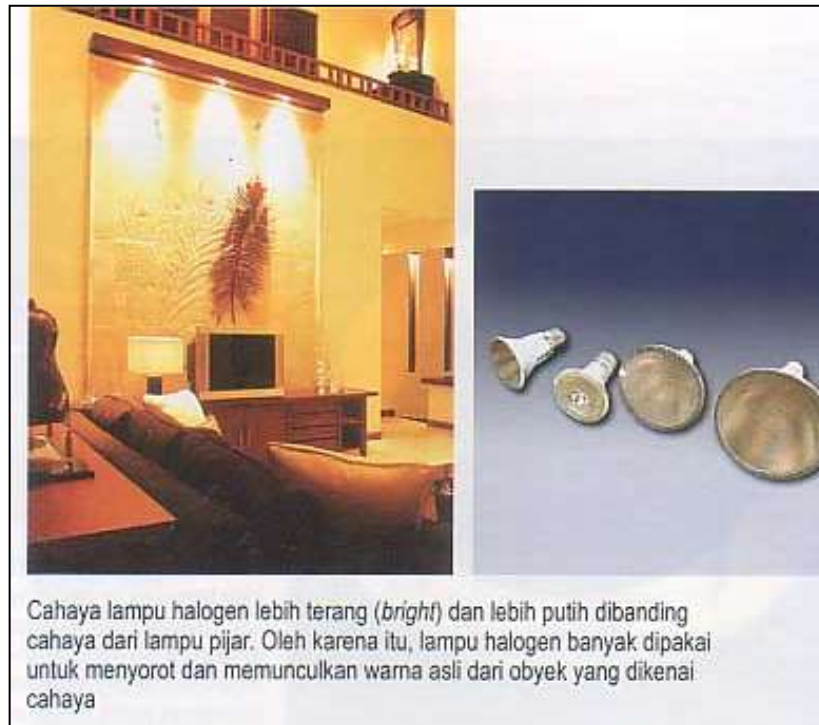 Cahaya lampu halogen lebih terang (bright) dan lebih putih dibanding
cahaya dari lampu pijar. Oleh karena itu, lampu halogen banyak dipakai
untuk menyorot dan memunculkan warna asli dari obyek yang dikenai
cahaya